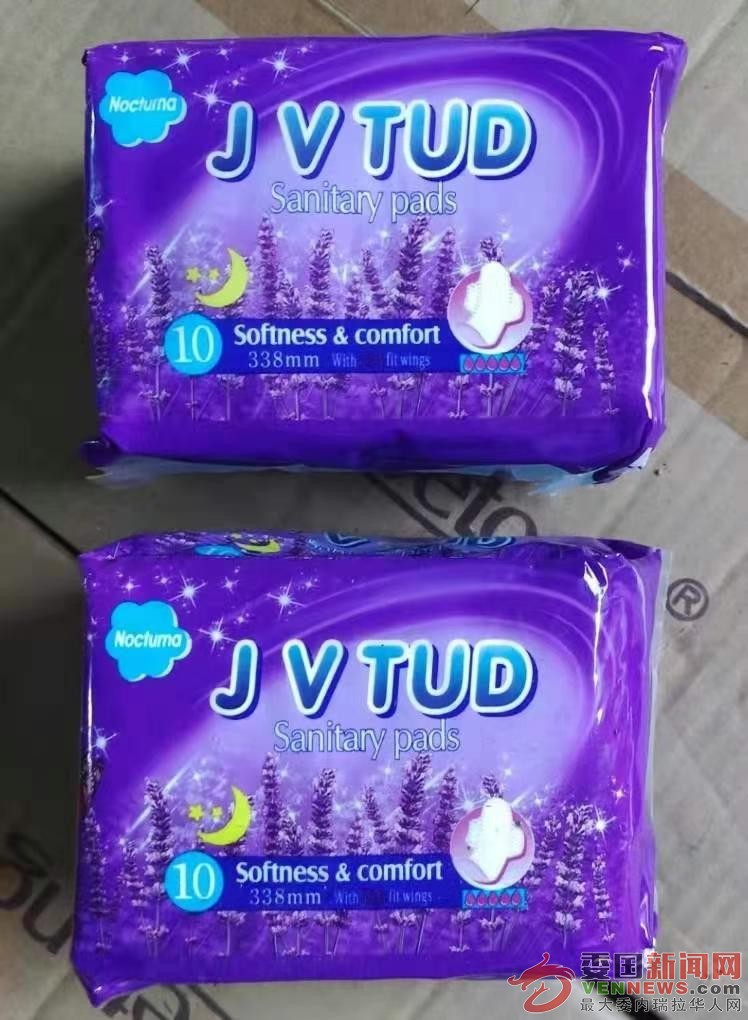 Nocturna
J V TUD
Sanitary pads
10
Softness & comfort
338mm With fit wings
Nocturna
J V TUD
Sanitary pads
10
Softness & comfort
338mm With fit wings
®
委国新闻网
VENNEWS.com
最大委内瑞拉华人网